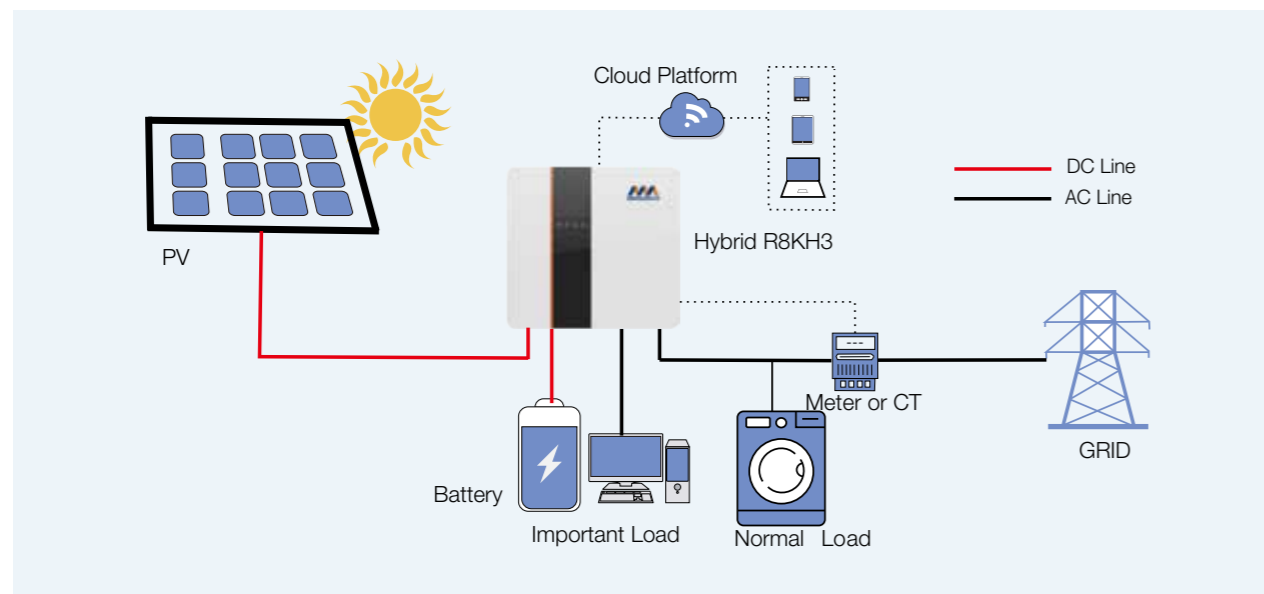 Cloud Platform
DC Line
AC Line
Hybrid R8KH3
PV
Meter or CT
GRID
Battery
Important Load
Normal Load